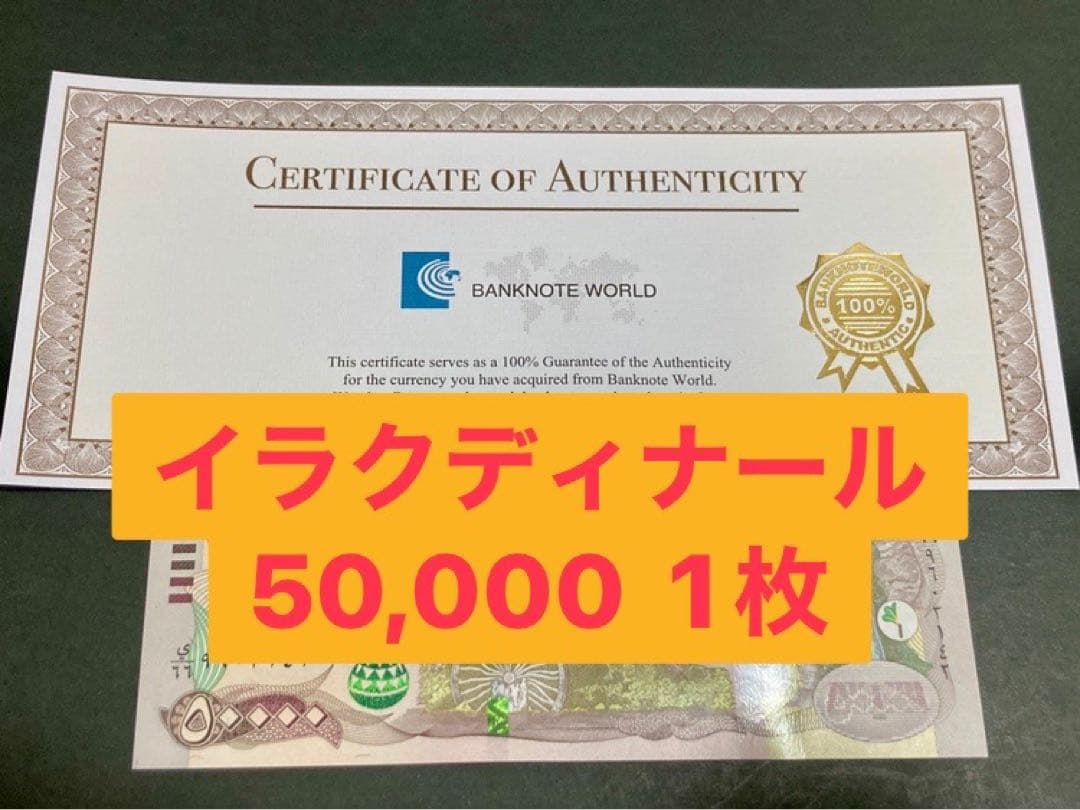 CERTIFICATE OF AUTHENTICITY
BANKNOTE WORLD
BANKNOTE WORLD
100%
AUTHENTIC
This certificate serves as a 100% Guarantee of the Authenticity
for the currency you have acquired from Banknote World.
イラクディナール
50,000 1枚
٥٠٠٠٠